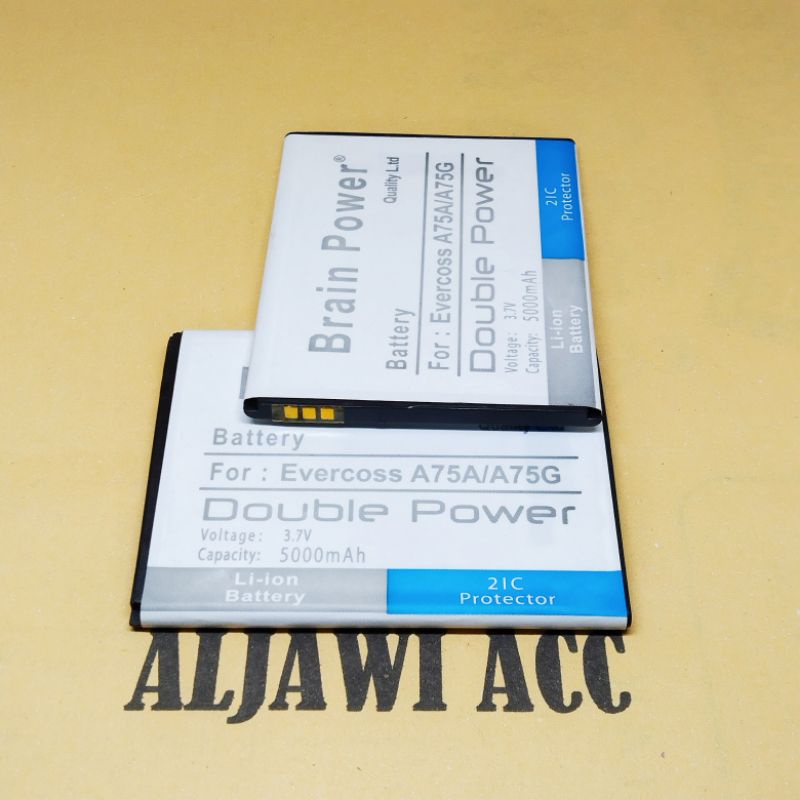 Brain Power®
Quality L.td
Battery
For : Evercoss A75A/A75G
Double Power
Voltage: 3.7V
Capacity: 5000mAh
Li-ion
Battery
2IC
Protector
Quality
Battery
For : Evercoss A75A/A75G
Double Power
Voltage: 3.7V
Capacity: 5000mAh
Li-ion
Battery
2IC
Protector
ALJAWI ACC